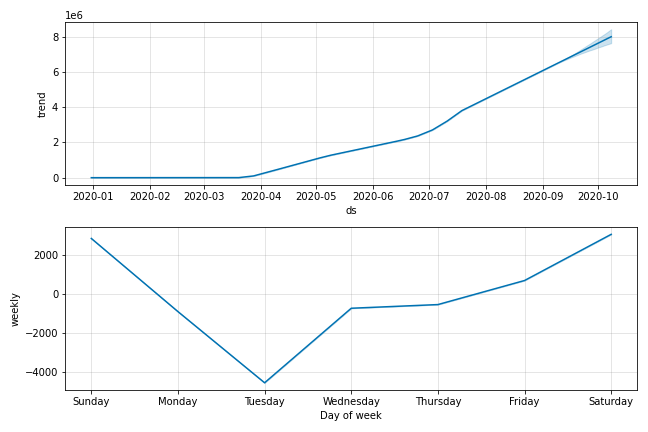 1e6
8
6
4
2
0
trend
2020-01 2020-02 2020-03 2020-04 2020-05 2020-06 2020-07 2020-08 2020-09 2020-10
ds
2000
0
−2000
−4000
weekly
Sunday Monday Tuesday Wednesday Thursday Friday Saturday
Day of week